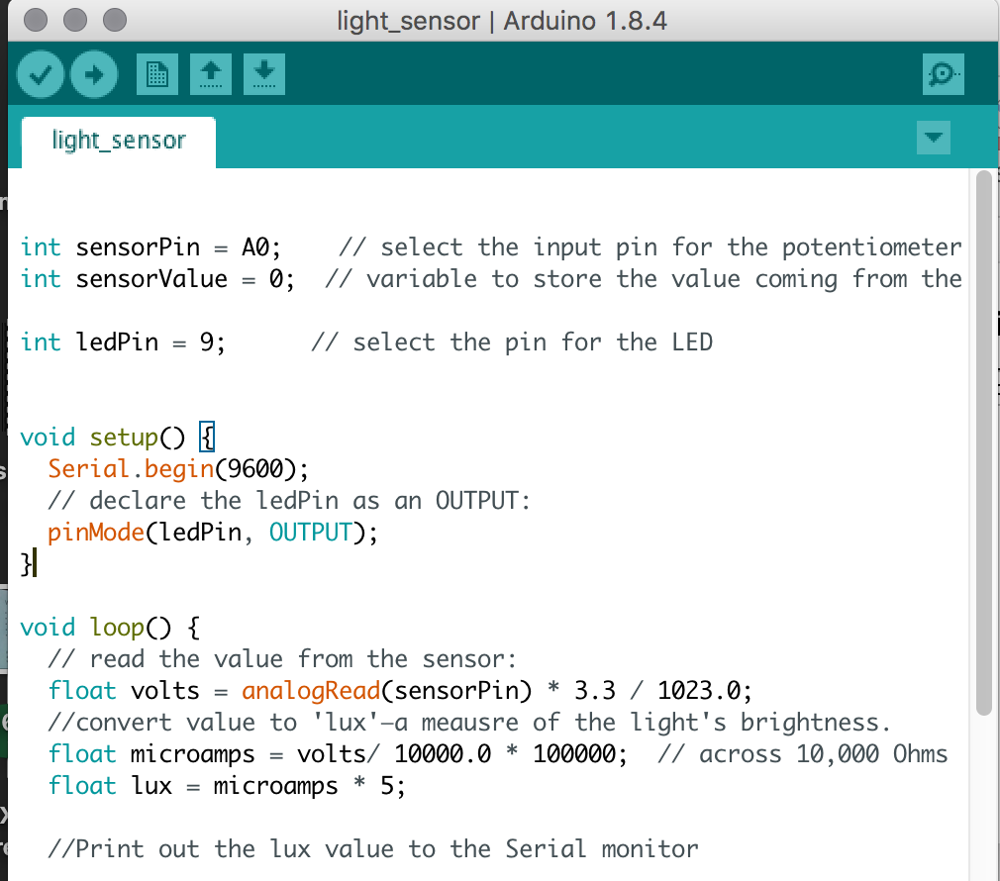 light_sensor | Arduino 1.8.4
light_sensor
int sensorPin = A0;    // select the input pin for the potentiometer
int sensorValue = 0;  // variable to store the value coming from the
int ledPin = 9;      // select the pin for the LED
void setup() {
  Serial.begin(9600);
  // declare the ledPin as an OUTPUT:
  pinMode(ledPin, OUTPUT);
}
void loop() {
  // read the value from the sensor:
  float volts = analogRead(sensorPin) * 3.3 / 1023.0;
  //convert value to 'lux'–a meausre of the light's brightness.
  float microamps = volts/ 10000.0 * 100000;  // across 10,000 Ohms
  float lux = microamps * 5;
  //Print out the lux value to the Serial monitor